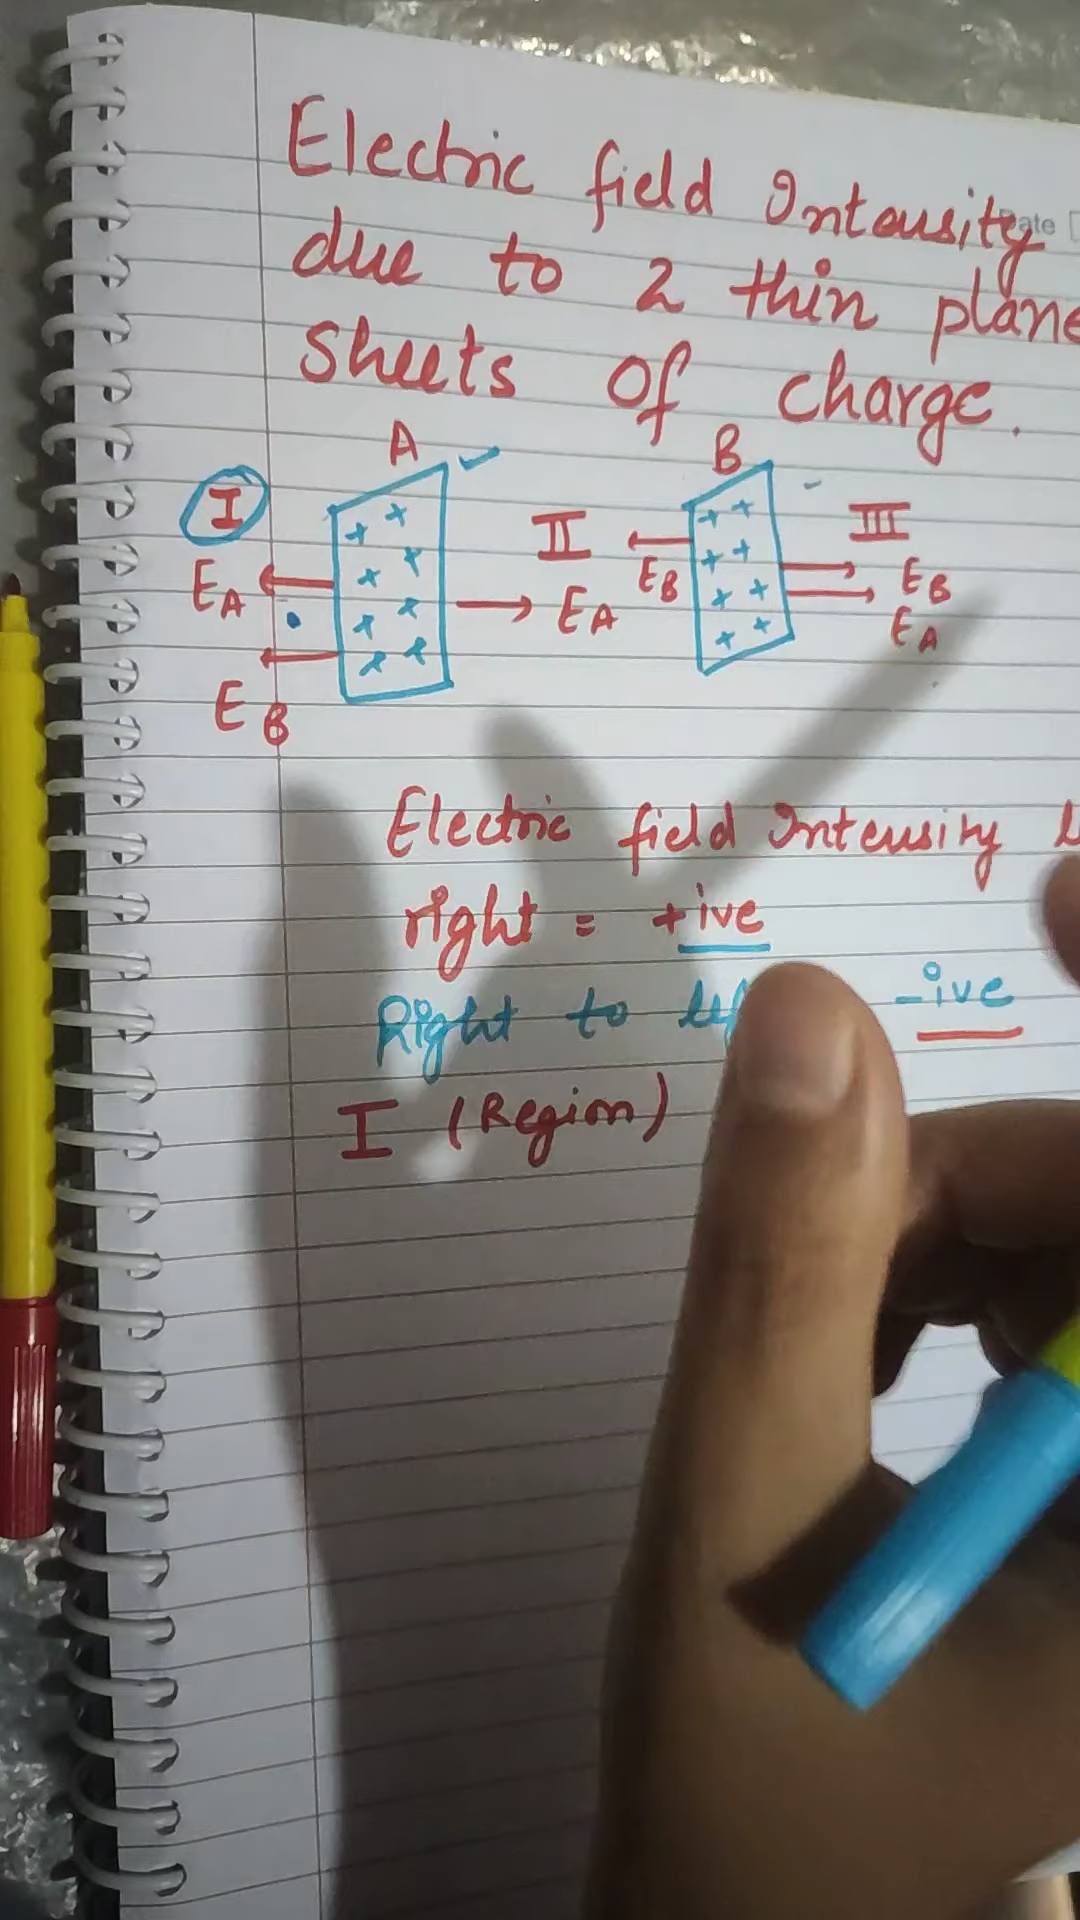 Electric field Intensity
due to 2 thin plane
sheets of charge.
A
B
I
II
III
EA
EB
EA
EB
EB
EA
Electric field Intensity
right = +ive
Right to -ive
I (Region)